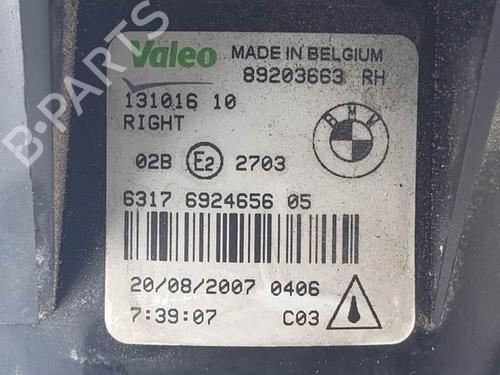 Valeo MADE IN BELGIUM
89203663 RH
131016 10
RIGHT
BMW
02B E2 2703
6317 6924656 05
20/08/2007 0406
7:39:07 C03
B-PARTS